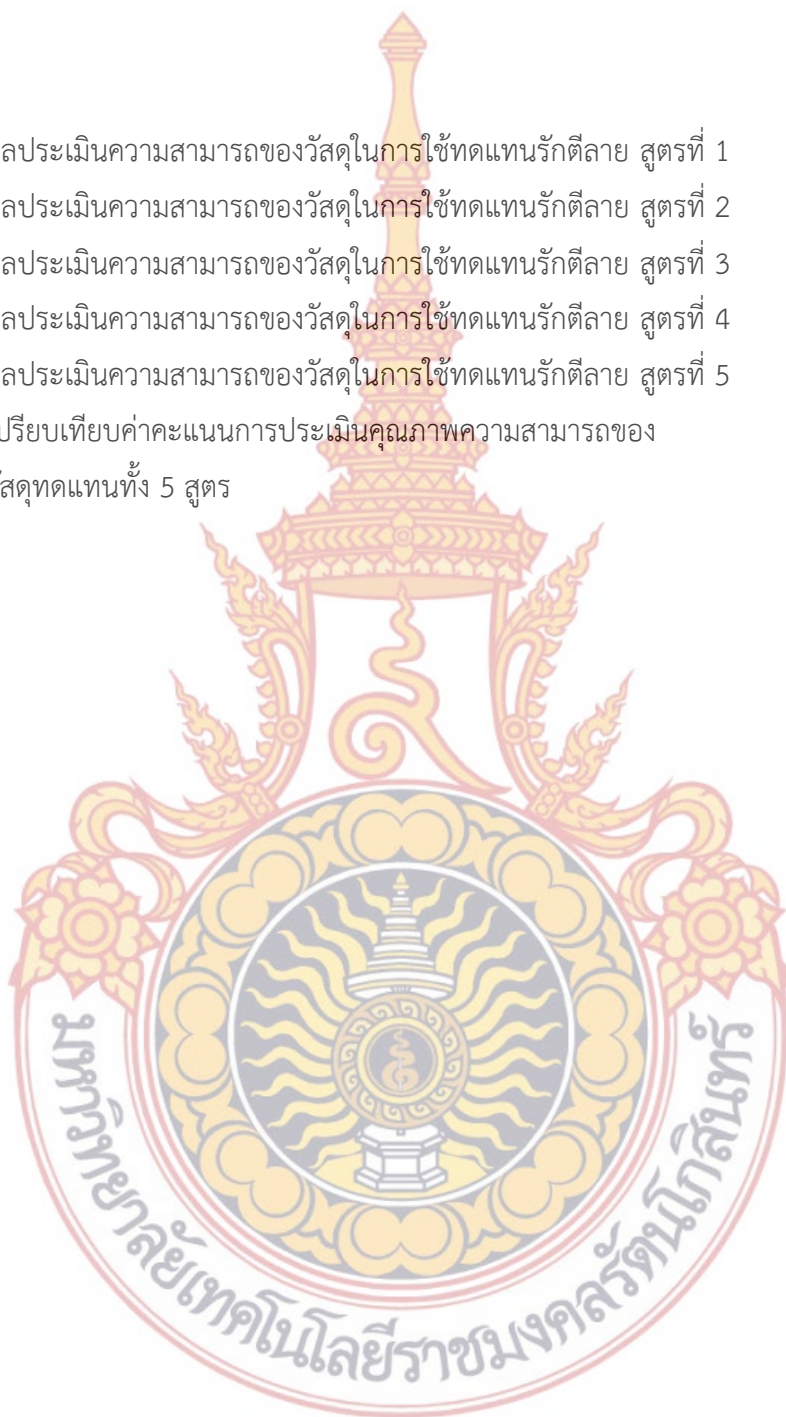 ลประเมินความสามารถของวัสดุในการใช้ทดแทนรักตีลาย สูตรที่ 1
ลประเมินความสามารถของวัสดุในการใช้ทดแทนรักตีลาย สูตรที่ 2
ลประเมินความสามารถของวัสดุในการใช้ทดแทนรักตีลาย สูตรที่ 3
ลประเมินความสามารถของวัสดุในการใช้ทดแทนรักตีลาย สูตรที่ 4
ลประเมินความสามารถของวัสดุในการใช้ทดแทนรักตีลาย สูตรที่ 5
ปรียบเทียบค่าคะแนนการประเมินคุณภาพความสามารถของ
สดุทดแทนทั้ง 5 สูตร
มหาวิทยาลัยเทคโนโลยีราชมงคลรัตนโกสินทร์